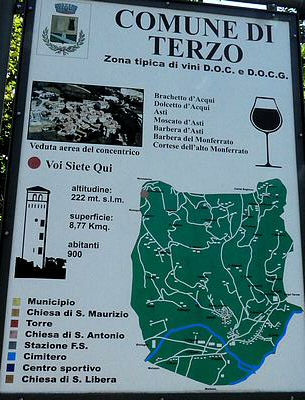 COMUNE DI
TERZO
Zona tipica di vini D.O.C. e D.O.C.G.
Brachetto d'Acqui
Dolcetto d'Acqui
Asti
Moscato d'Asti
Barbera d'Asti
Barbera del Monferrato
Cortese dell'alto Monferrato
Veduta aerea del concentrico
Voi Siete Qui
altitudine:
222 mt. s.l.m.
superficie:
8,77 Kmq.
abitanti
900
Municipio
Chiesa di S. Maurizio
Torre
Chiesa di S. Antonio
Stazione F.S.
Cimitero
Centro sportivo
Chiesa di S. Libera